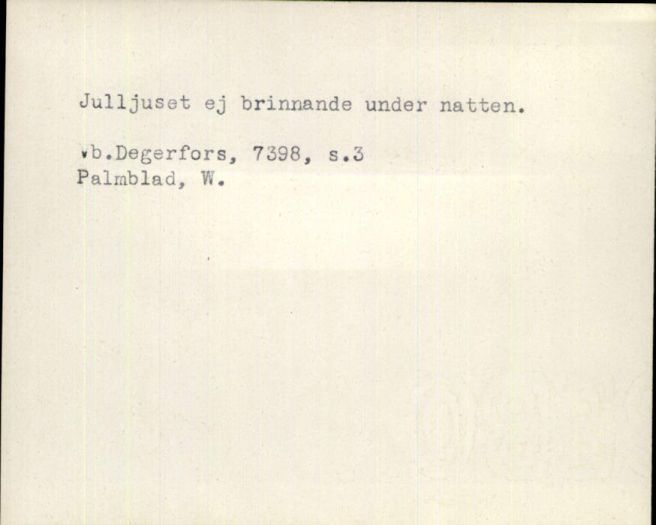 Julljuset ej brinnande under natten.
vb.Degerfors, 7398, s.3
Palmblad, W.